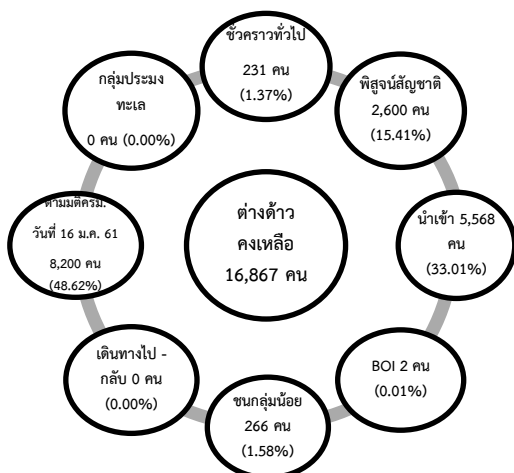 ชั่วคราวทั่วไป
231 คน
(1.37%)
พิสูจน์สัญชาติ
2,600 คน
(15.41%)
นำเข้า 5,568
คน
(33.01%)
BOI 2 คน
(0.01%)
ชนกลุ่มน้อย
266 คน
(1.58%)
เดินทางไป -
กลับ 0 คน
(0.00%)
ตามมติครม.
วันที่ 16 ม.ค. 61
8,200 คน
(48.62%)
กลุ่มประมง
ทะเล
0 คน (0.00%)
ต่างด้าว
คงเหลือ
16,867 คน